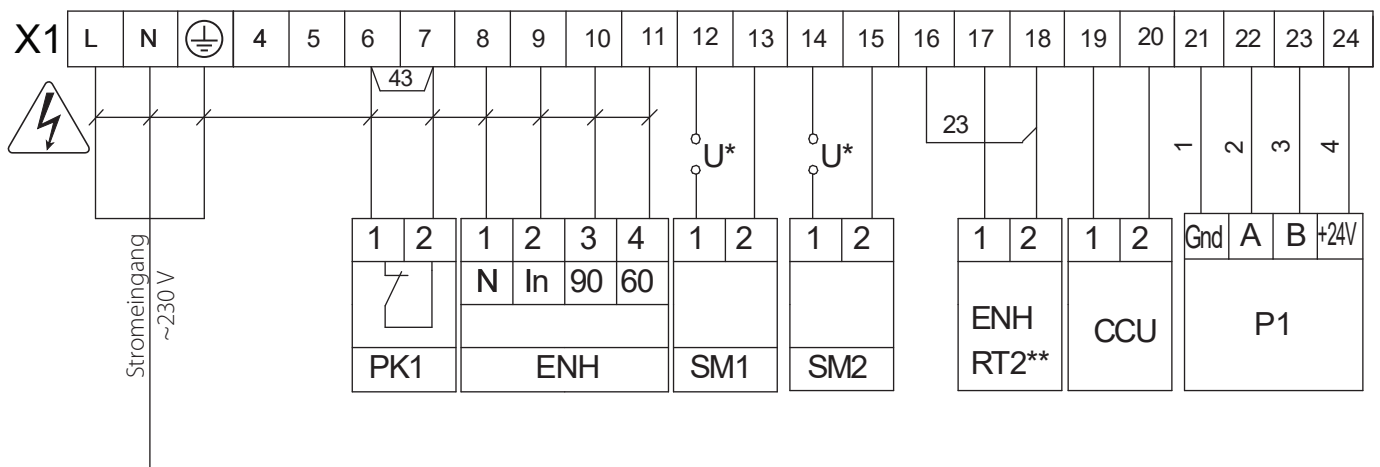 X1 L N 4 5 6 7 8 9 10 11 12 13 14 15 16 17 18 19 20 21 22 23 24
43
23
U* U*
1 2 3 4
Stromeingang
~230 V
1 2 1 2 3 4 1 2 1 2 1 2 1 2 Gnd A B +24V
N In 90 60
ENH
RT2**
CCU
P1
PK1 ENH SM1 SM2